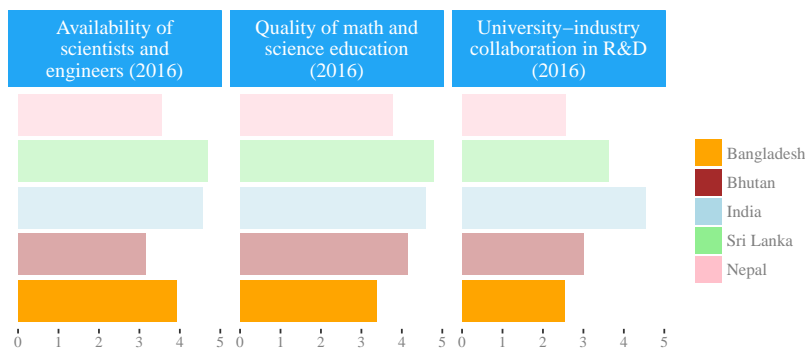 Availability of
scientists and
engineers (2016)
Quality of math and
science education
(2016)
University−industry
collaboration in R&D
(2016)
Bangladesh
Bhutan
India
Sri Lanka
Nepal
0 1 2 3 4 5
0 1 2 3 4 5
0 1 2 3 4 5